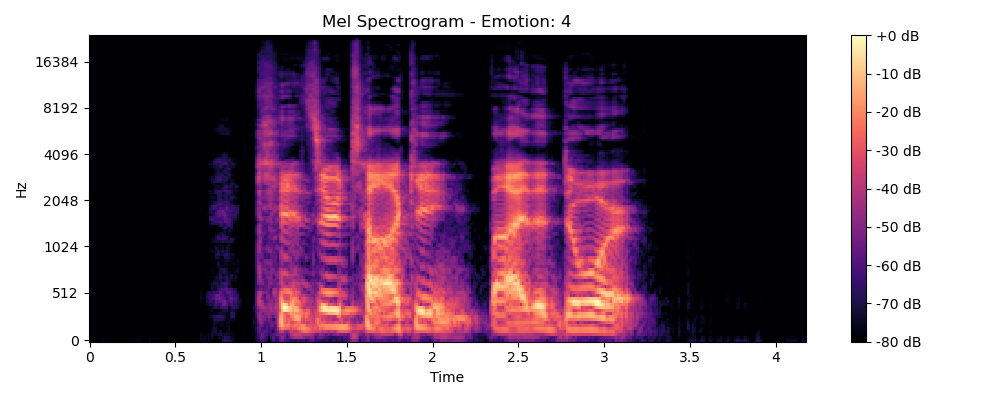 Mel Spectrogram - Emotion: 4
Hz
16384
8192
4096
2048
1024
512
0
0 0.5 1 1.5 2 2.5 3 3.5 4
Time
+0 dB
-10 dB
-20 dB
-30 dB
-40 dB
-50 dB
-60 dB
-70 dB
-80 dB